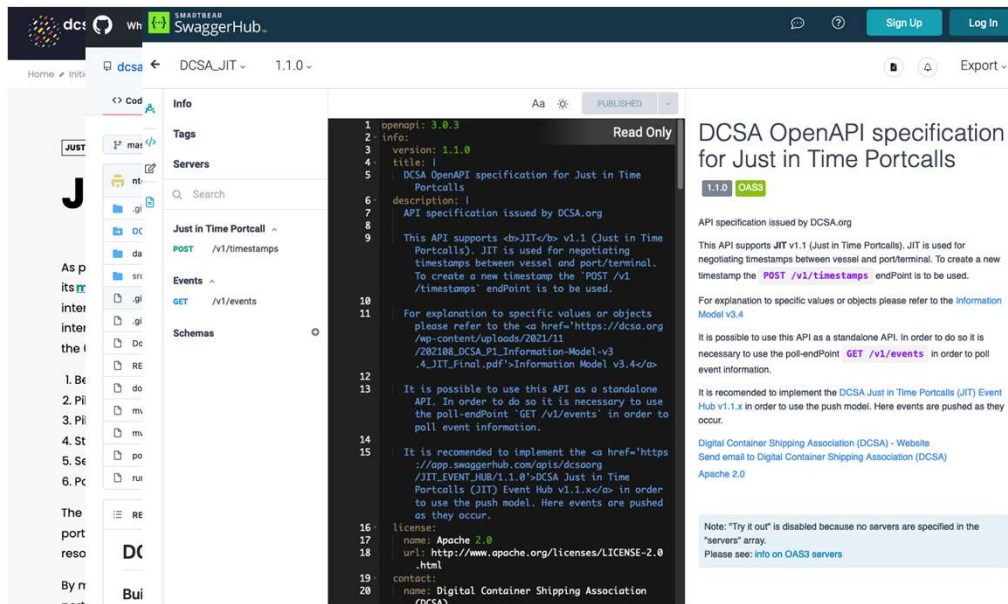 dcs
Wh
SMARTBEAR
SwaggerHub
Sign Up
Log In
Home
Initi
dcsa
DCSA_JIT
1.1.0
Export
<> Cod
JUST
mas
J
nt-
.gi
DC
da
src
.gi
.gi
Do
RE
do
mv
mv
po
rur
As p
its m
inter
inter
the
1. Be
2. Pil
3. Pi
4. St
5. Se
6. Po
The
port
reso
By m
RE
DC
Bui
Info
Tags
Servers
Search
Just in Time Portcall
POST /v1/timestamps
Events
GET /v1/events
Schemas
Aa
PUBLISHED
Read Only
1 openapi: 3.0.3
2 info:
3 version: 1.1.0
4 title: |
5 DCSA OpenAPI specification for Just in Time
Portcalls
6 description: |
7 API specification issued by DCSA.org
8
9 This API supports <b>JIT</b> v1.1 (Just in Time
Portcalls). JIT is used for negotiating
timestamps between vessel and port/terminal.
To create a new timestamp the `POST /v1
/timestamps` endPoint is to be used.
10
11 For explanation to specific values or objects
please refer to the <a href='https://dcsa.org
/wp-content/uploads/2021/11
/202108_DCSA_P1_Information-Model-v3
.4_JIT_Final.pdf'>Information Model v3.4</a>
12
13 It is possible to use this API as a standalone
API. In order to do so it is necessary to use
the poll-endPoint `GET /v1/events` in order to
poll event information.
14
15 It is recomended to implement the <a href='https
://app.swaggerhub.com/apis/dcsaorg
/JIT_EVENT_HUB/1.1.0'>DCSA Just in Time
Portcalls (JIT) Event Hub v1.1.x</a> in order
to use the push model. Here events are pushed
as they occur.
16 license:
17 name: Apache 2.0
18 url: http://www.apache.org/licenses/LICENSE-2.0
.html
19 contact:
20 name: Digital Container Shipping Association
(DCSA)
DCSA OpenAPI specification
for Just in Time Portcalls
1.1.0 OAS3
API specification issued by DCSA.org
This API supports JIT v1.1 (Just in Time Portcalls). JIT is used for
negotiating timestamps between vessel and port/terminal. To create a new
timestamp the POST /v1/timestamps endPoint is to be used.
For explanation to specific values or objects please refer to the Information
Model v3.4
It is possible to use this API as a standalone API. In order to do so it is
necessary to use the poll-endPoint GET /v1/events in order to poll
event information.
It is recomended to implement the DCSA Just in Time Portcalls (JIT) Event
Hub v1.1.x in order to use the push model. Here events are pushed as they
occur.
Digital Container Shipping Association (DCSA) - Website
Send email to Digital Container Shipping Association (DCSA)
Apache 2.0
Note: "Try it out" is disabled because no servers are specified in the
"servers" array.
Please see: info on OAS3 servers